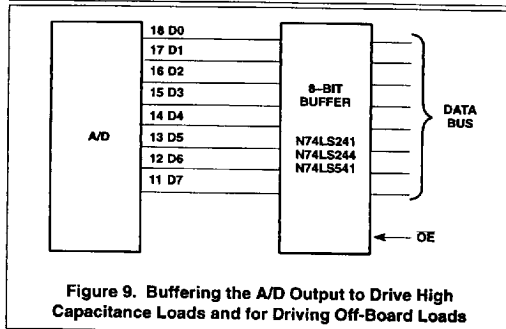 18 D0
17 D1
16 D2
15 D3
14 D4
13 D5
12 D6
11 D7
A/D
8–BIT
BUFFER
N74LS241
N74LS244
N74LS541
DATA
BUS
OE
Figure 9. Buffering the A/D Output to Drive High
Capacitance Loads and for Driving Off-Board Loads